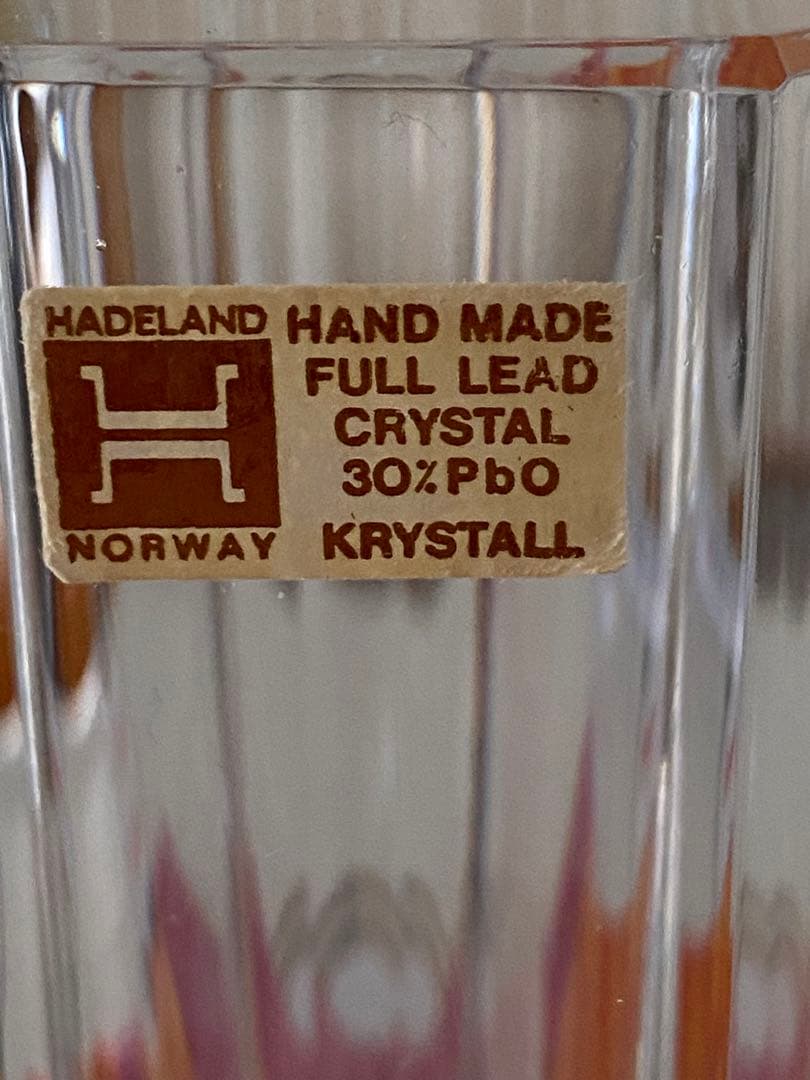 HADELAND
H
NORWAY
HAND MADE
FULL LEAD
CRYSTAL
30% PbO
KRYSTALL